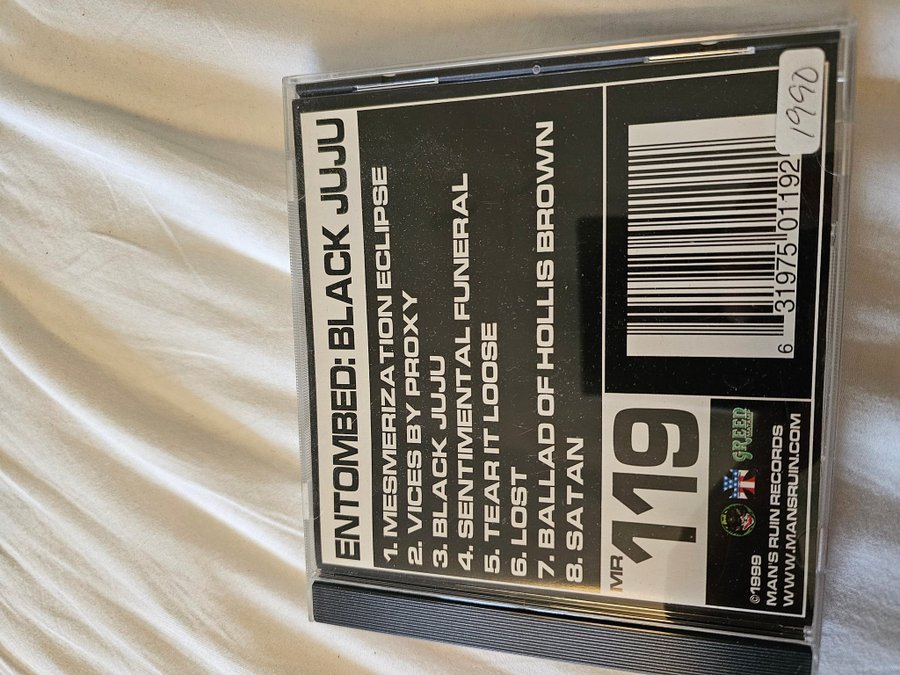 ENTOMBED: BLACK JUJU
1. MESMERIZATION ECLIPSE
2. VICES BY PROXY
3. BLACK JUJU
4. SENTIMENTAL FUNERAL
5. TEAR IT LOOSE
6. LOST
7. BALLAD OF HOLLIS BROWN
8. SATAN
MR
119
GREEN
©1999
MAN'S RUIN RECORDS
WWW.MANSRUIN.COM
6 31975 01192
1990